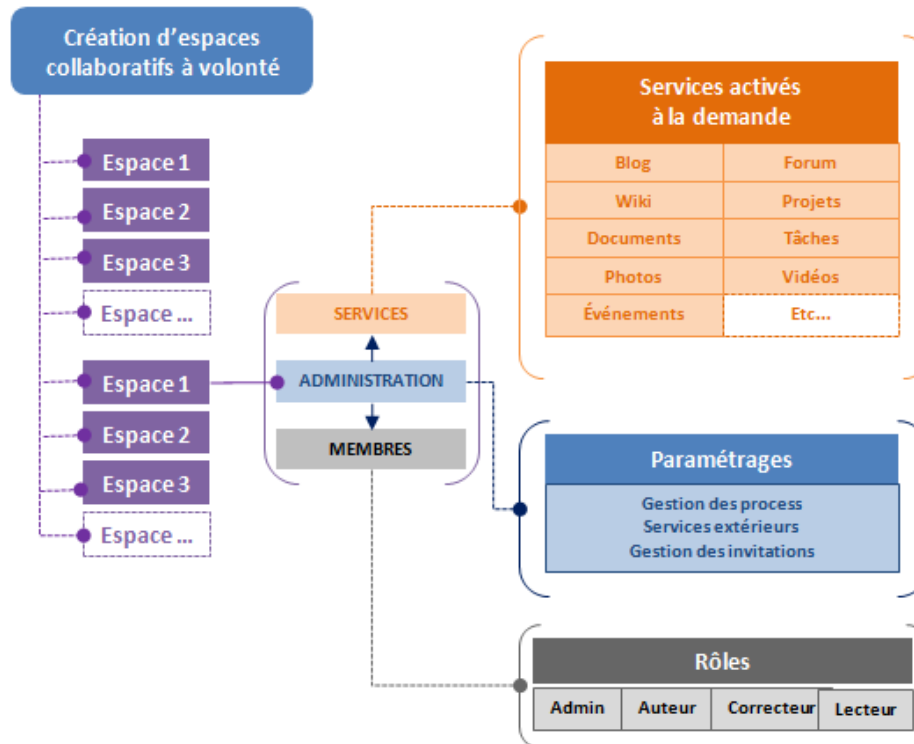 Création d'espaces
collaboratifs à volonté
Espace 1
Espace 2
Espace 3
Espace ...
Espace 1
Espace 2
Espace 3
Espace ...
SERVICES
ADMINISTRATION
MEMBRES
Services activés
à la demande
Blog
Forum
Wiki
Projets
Documents
Tâches
Photos
Vidéos
Événements
Etc...
Paramétrages
Gestion des process
Services extérieurs
Gestion des invitations
Rôles
Admin
Auteur
Correcteur
Lecteur